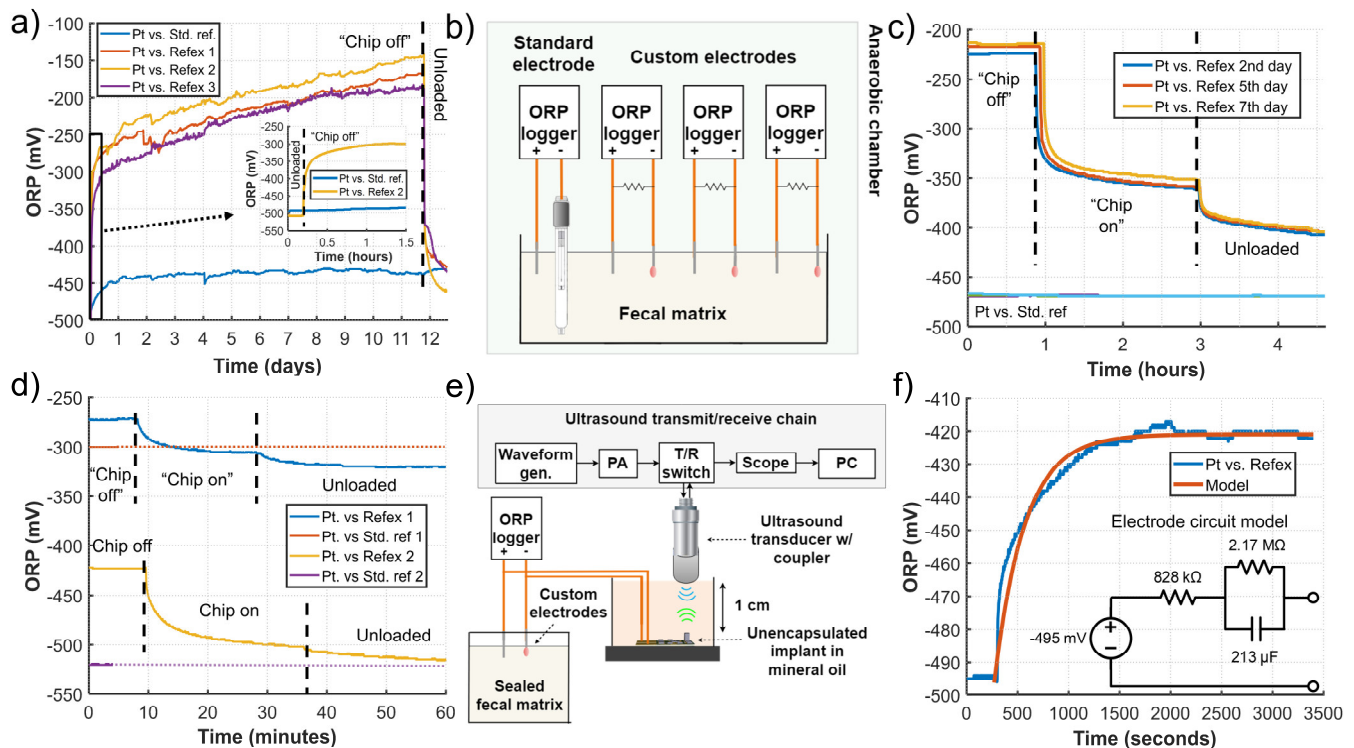 a)
-100
-150
-200
-250
-300
-350
-400
-450
-500
ORP (mV)
Pt vs. Std. ref.
Pt vs. Refex 1
Pt vs. Refex 2
Pt vs. Refex 3
“Chip off”
Unloaded
-250
-300
-350
-400
-450
-500
-550
ORP (mV)
Unloaded
“Chip off”
Pt vs. Std. ref.
Pt vs. Refex 2
0
0.5
1
1.5
Time (hours)
0 1 2 3 4 5 6 7 8 9 10 11 12
Time (days)
b)
Standard
electrode
Custom electrodes
Anaerobic chamber
ORP
logger
+ -
ORP
logger
+ -
ORP
logger
+ -
ORP
logger
+ -
Fecal matrix
c)
-200
-250
-300
-350
-400
-450
-500
ORP (mV)
“Chip
off”
Pt vs. Refex 2nd day
Pt vs. Refex 5th day
Pt vs. Refex 7th day
“Chip
on”
Unloaded
Pt vs. Std. ref
0 1 2 3 4
Time (hours)
d)
-250
-300
-350
-400
-450
-500
-550
ORP (mV)
“Chip
off”
“Chip on”
Unloaded
Pt. vs Refex 1
Pt. vs Std. ref 1
Pt. vs Refex 2
Pt. vs Std. ref 2
Chip off
Chip on
Unloaded
0 10 20 30 40 50 60
Time (minutes)
e)
Ultrasound transmit/receive chain
Waveform
gen.
PA
T/R
switch
Scope
PC
ORP
logger
+ -
Ultrasound
transducer w/
coupler
Custom
electrodes
1 cm
Unencapsulated
implant in
mineral oil
Sealed
fecal matrix
f)
-410
-420
-430
-440
-450
-460
-470
-480
-490
-500
ORP (mV)
Pt vs. Refex
Model
Electrode circuit model
2.17 MΩ
828 kΩ
213 µF
-495 mV
+
−
0 500 1000 1500 2000 2500 3000 3500
Time (seconds)